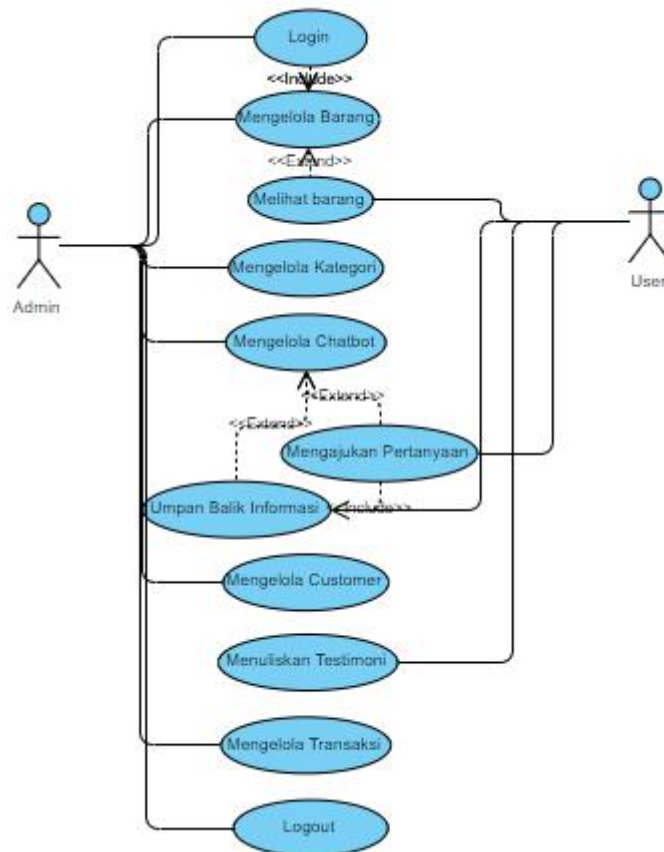 Login
<<Include>>
Mengelola Barang
<<Extend>>
Melihat barang
Admin
User
Mengelola Kategori
Mengelola Chatbot
<<Extend>>
<<Extend>>
Mengajukan Pertanyaan
Umpan Balik Informasi
<<Include>>
Mengelola Customer
Menuliskan Testimoni
Mengelola Transaksi
Logout